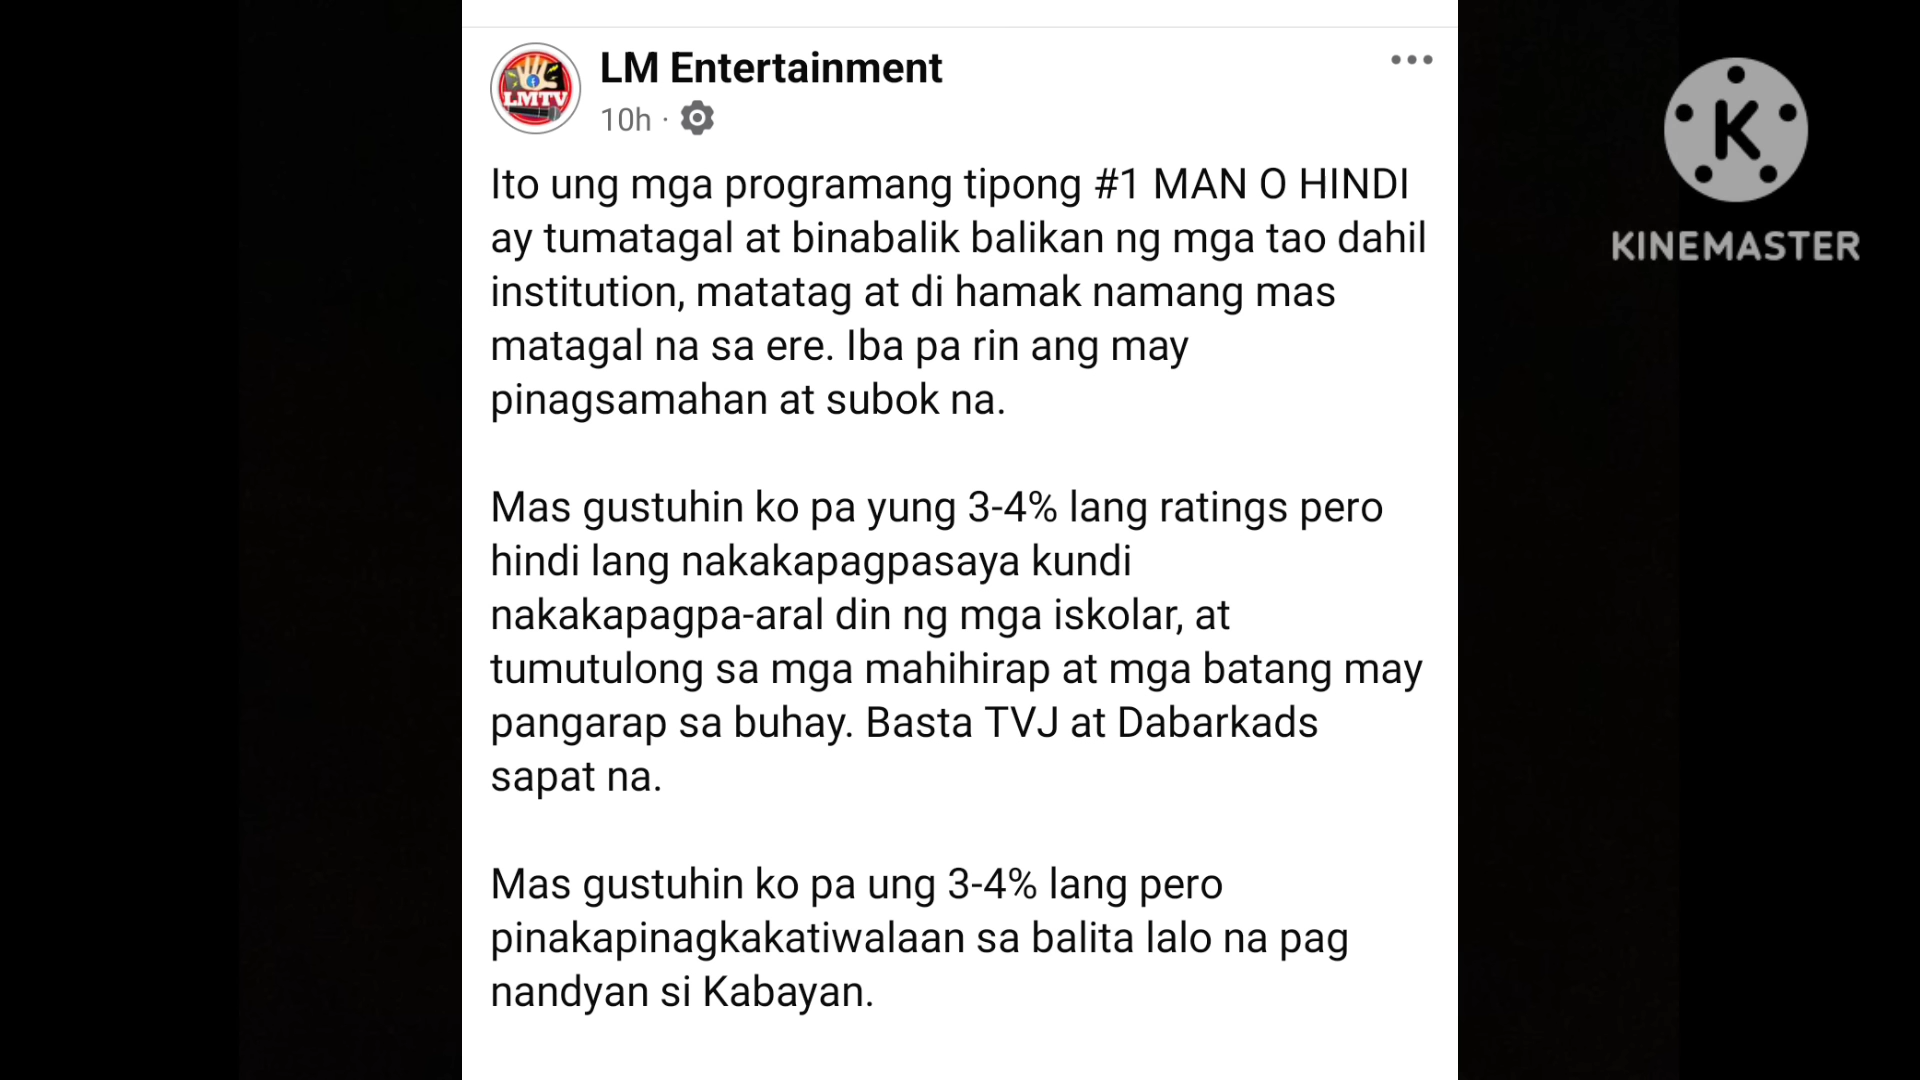 LM Entertainment
LMTV
10h ·
Ito ung mga programang tipong #1 MAN O HINDI
ay tumatagal at binabalik balikan ng mga tao dahil
institution, matatag at di hamak namang mas
matagal na sa ere. Iba pa rin ang may
pinagsamahan at subok na.
Mas gustuhin ko pa yung 3-4% lang ratings pero
hindi lang nakakapagpasaya kundi
nakakapagpa-aral din ng mga iskolar, at
tumutulong sa mga mahihirap at mga batang may
pangarap sa buhay. Basta TVJ at Dabarkads
sapat na.
Mas gustuhin ko pa ung 3-4% lang pero
pinakapinagkakatiwalaan sa balita lalo na pag
nandyan si Kabayan.
K
KINEMASTER